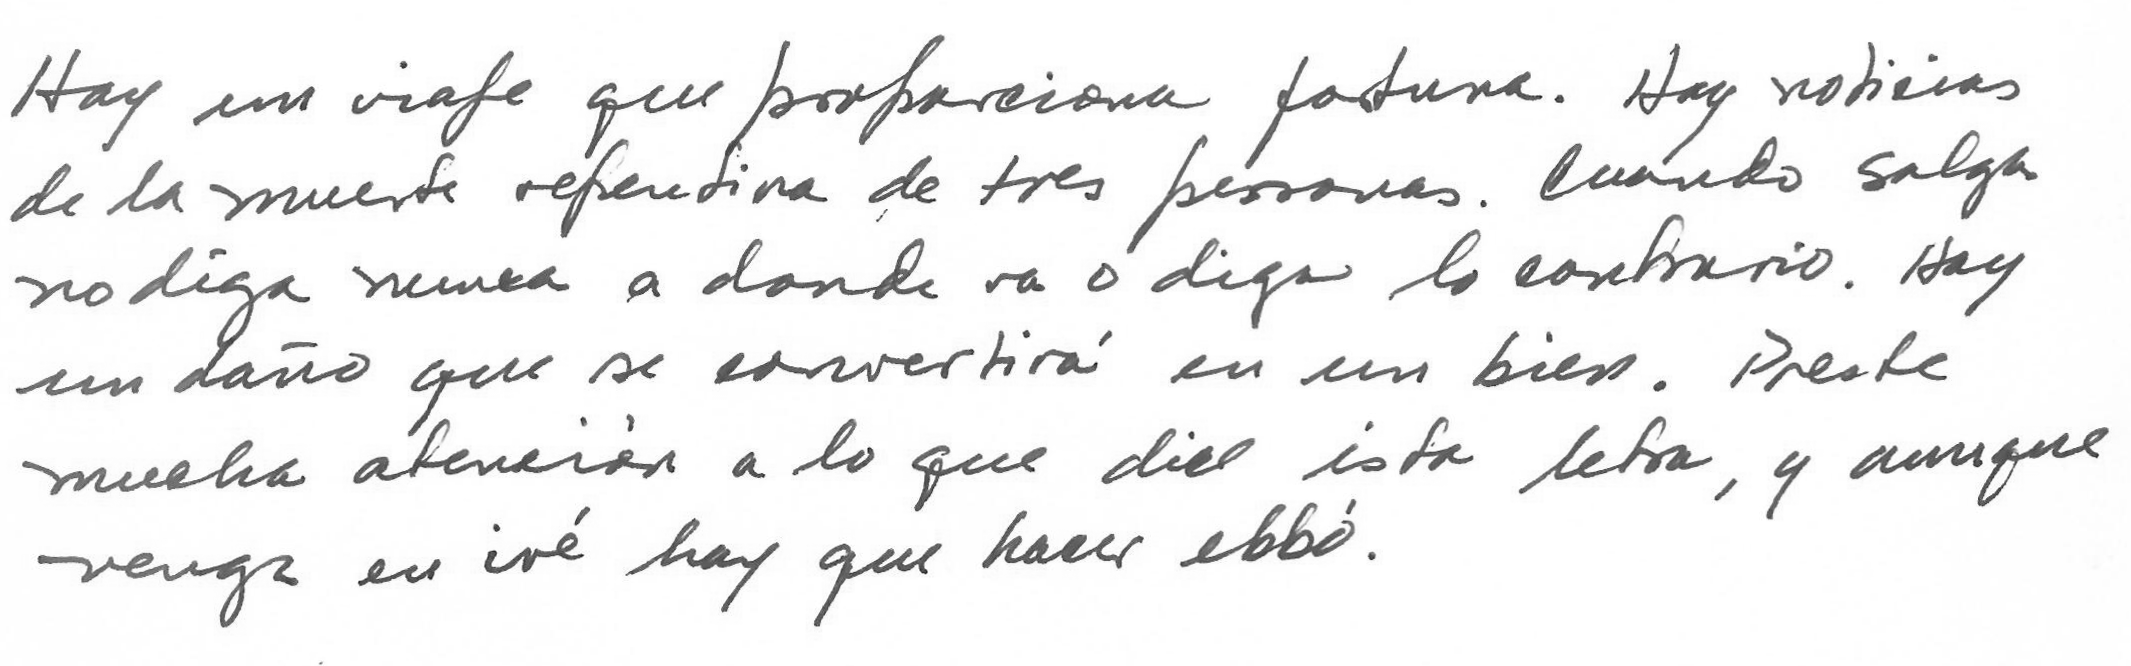 Hay un viaje que proporciona fortuna. Hay noticias
de la muerte repentina de tres personas. Cuando salga
no diga nunca a donde va o diga lo contrario. Hay
un daño que se convertirá en un bien. Preste
mucha atención a lo que dice ésta letra, y aunque
venga en iré hay que hacer ebbó.